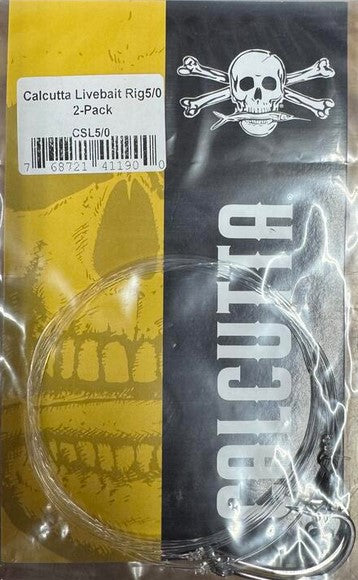 Calcutta Livebait Rig5/0
2-Pack
CSL5/0
7 68721 41190 0
CALCUTTA